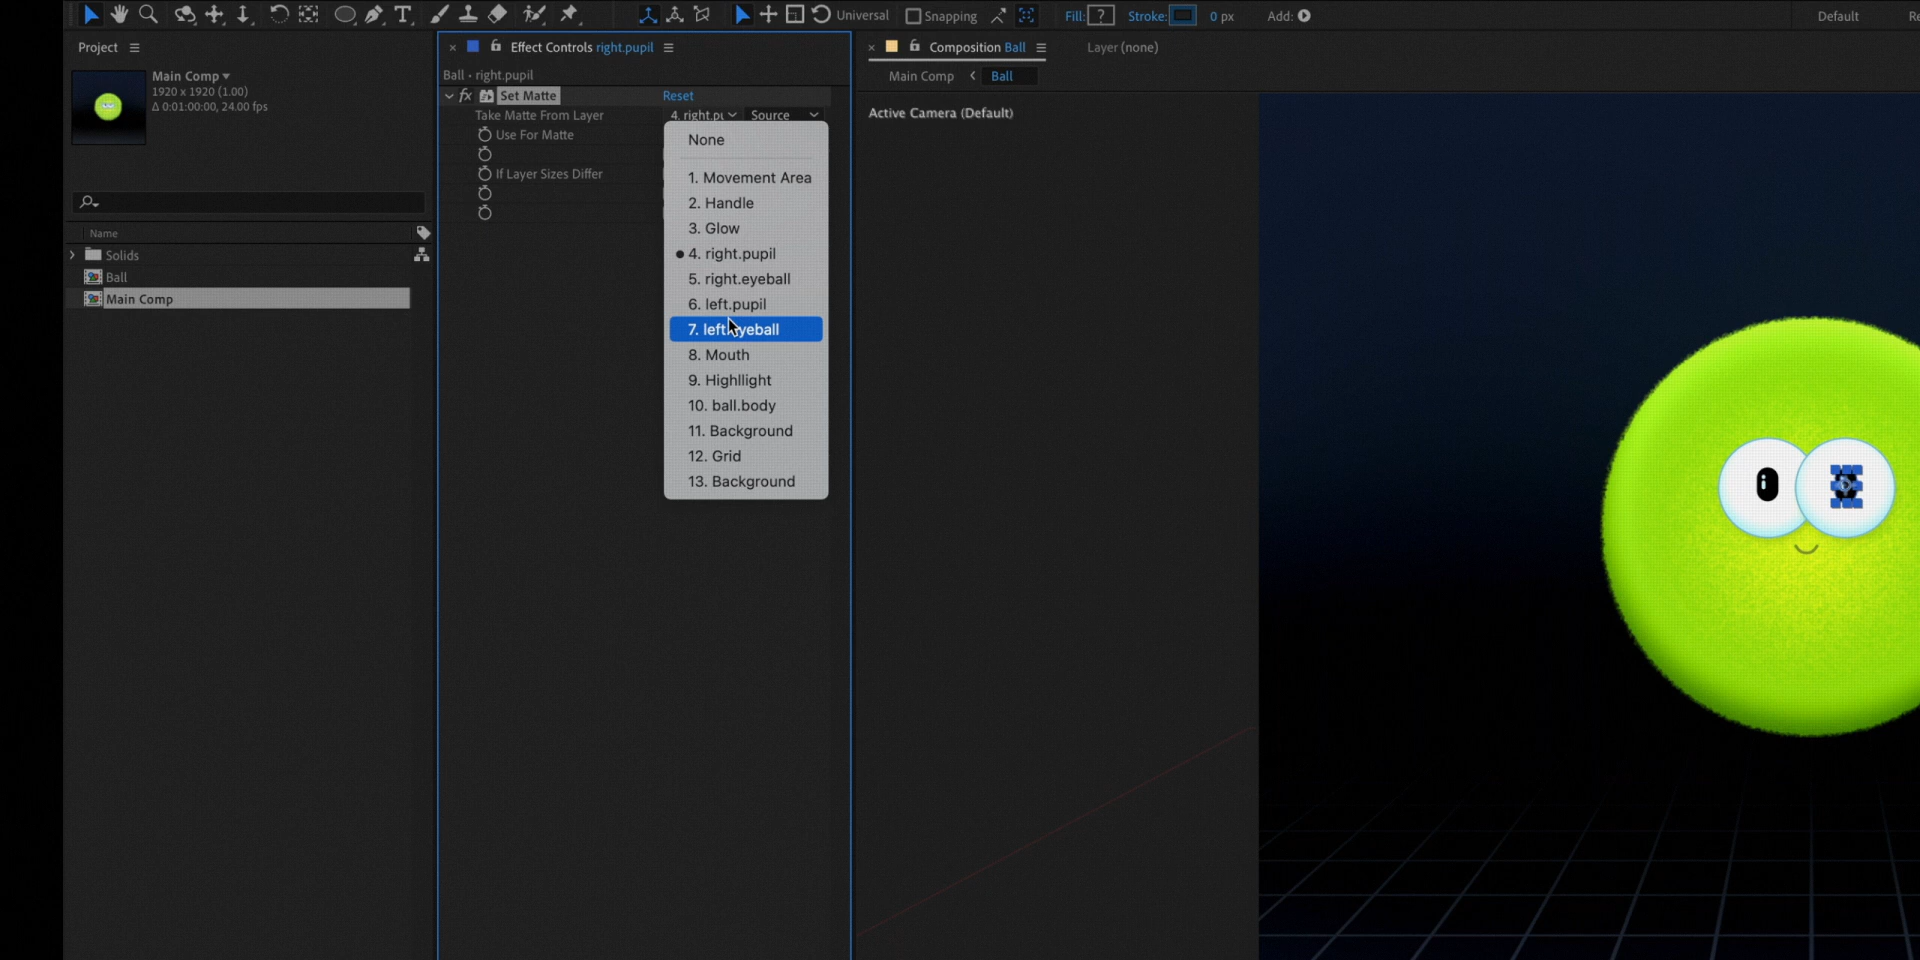 Universal Snapping Fill: ? Stroke: 0 px Add: Default
Project
Main Comp
1920 x 1920 (1.00)
Δ 0:01:00:00, 24.00 fps
Name
Solids
Ball
Main Comp
Effect Controls right.pupil
Ball • right.pupil
fx Set Matte Reset
Take Matte From Layer 4. right.pu Source
Use For Matte
If Layer Sizes Differ
None
1. Movement Area
2. Handle
3. Glow
4. right.pupil
5. right.eyeball
6. left.pupil
7. left.eyeball
8. Mouth
9. Highllight
10. ball.body
11. Background
12. Grid
13. Background
Composition Ball Layer (none)
Main Comp Ball
Active Camera (Default)